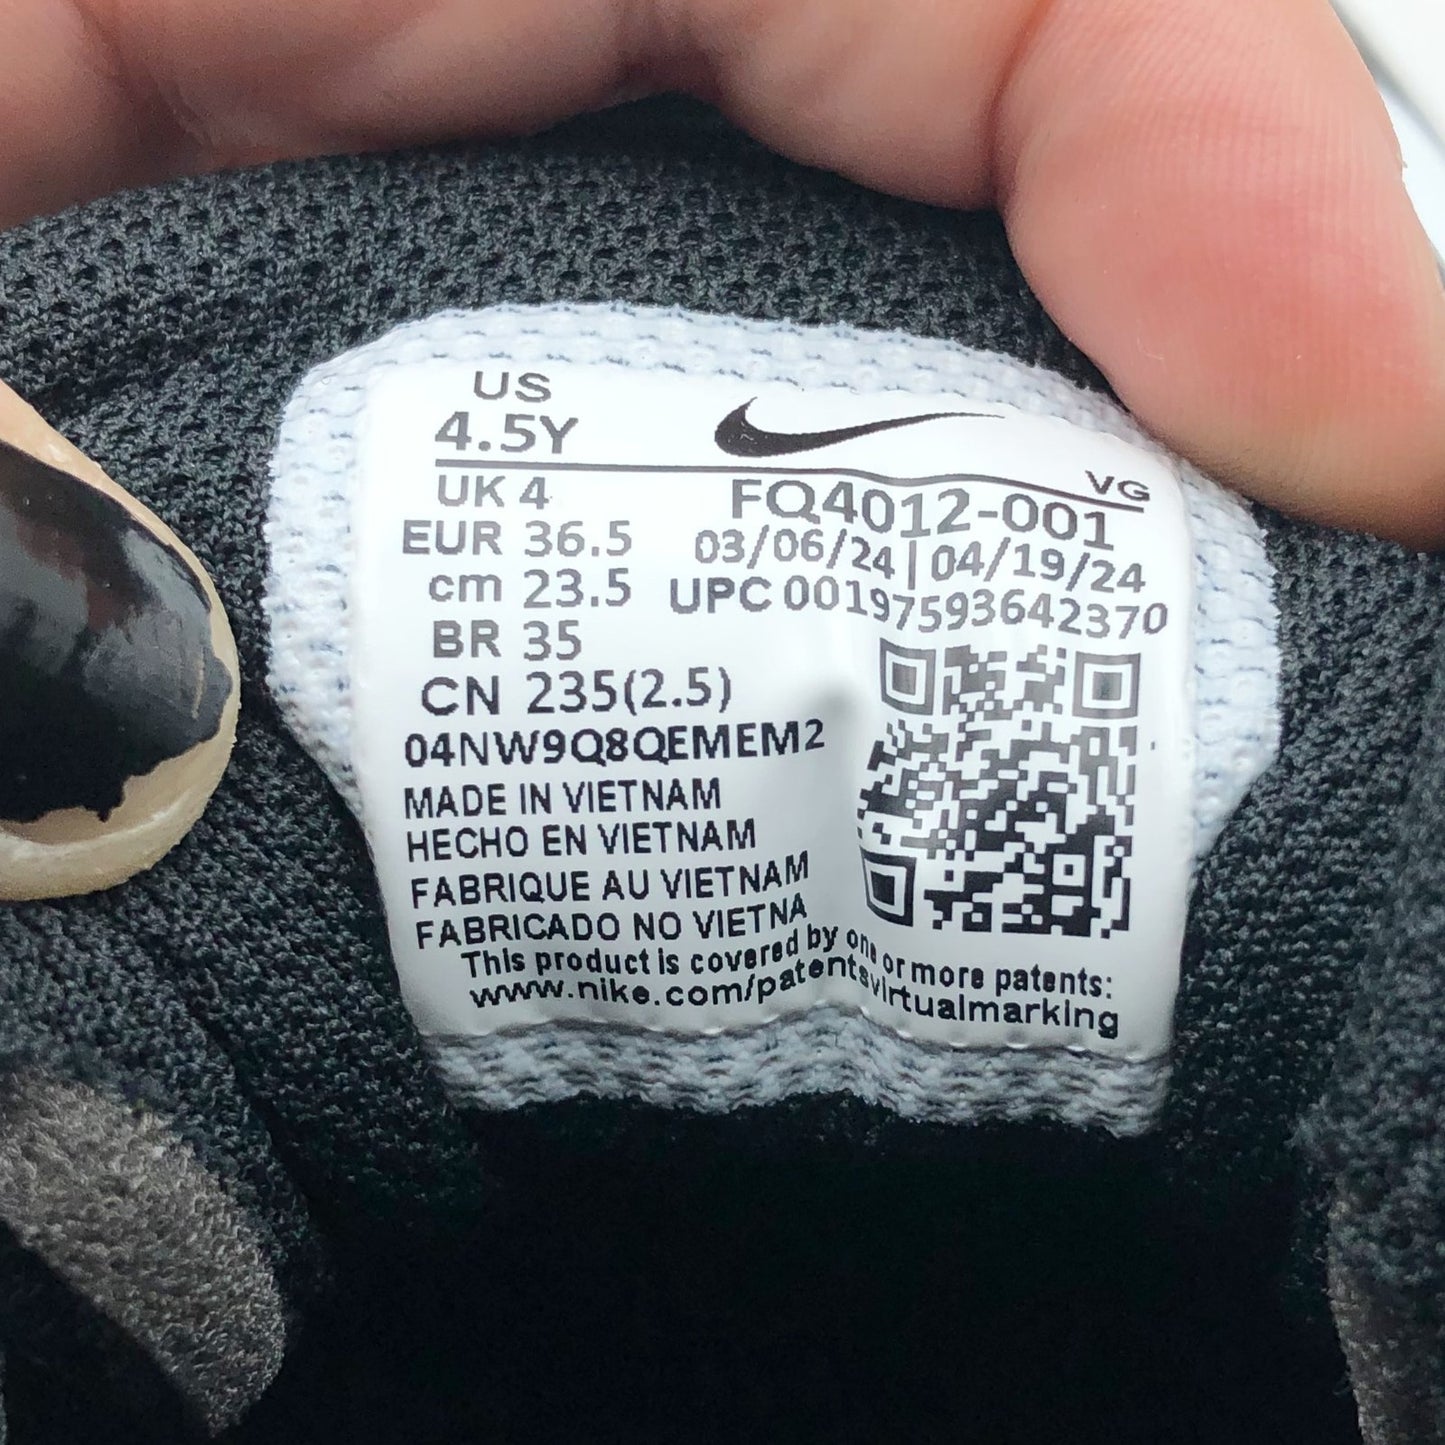 US
4.5Y
VG
UK 4
FQ4012-001
EUR 36.5
03/06/24 | 04/19/24
cm 23.5
UPC 00197593642370
BR 35
CN 235(2.5)
04NW9Q8QEMEM2
MADE IN VIETNAM
HECHO EN VIETNAM
FABRIQUE AU VIETNAM
FABRICADO NO VIETNA
This product is covered by one or more patents:
www.nike.com/patentsvirtualmarking